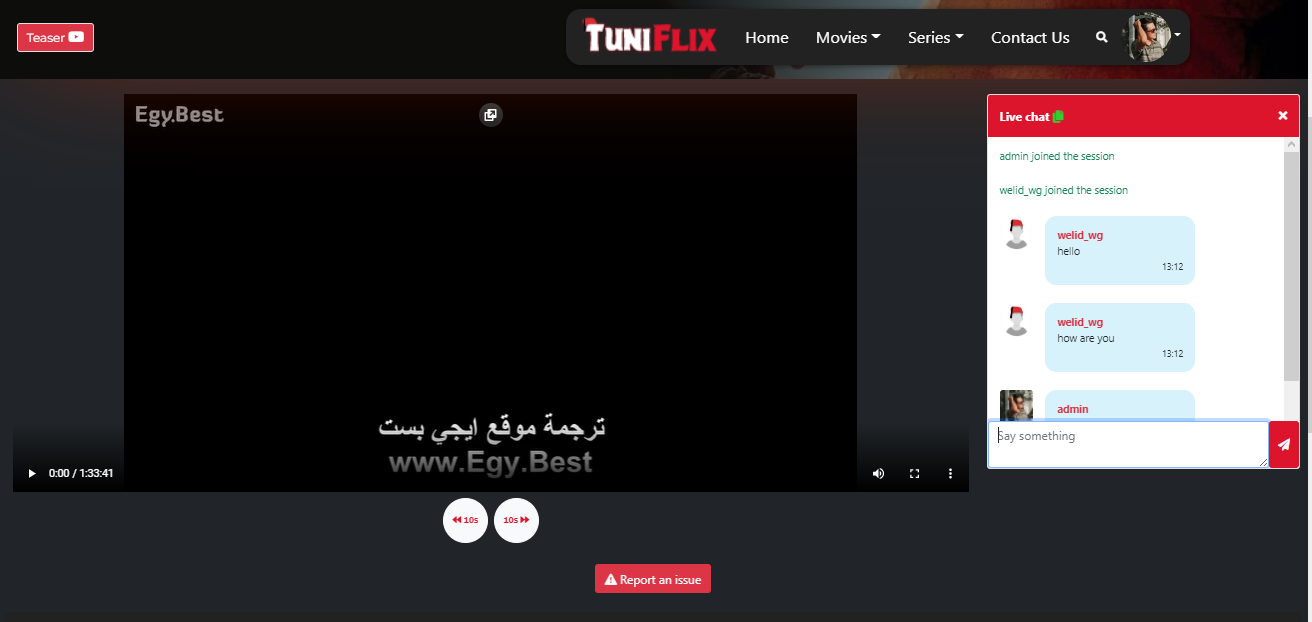 Teaser
TUNIFLIX
Home
Movies
Series
Contact Us
Egy.Best
ترجمة موقع ايجي بست
www.Egy.Best
0:00 / 1:33:41
10s
10s
Report an issue
Live chat
admin joined the session
welid_wg joined the session
welid_wg
hello
13:12
welid_wg
how are you
13:12
admin
Say something